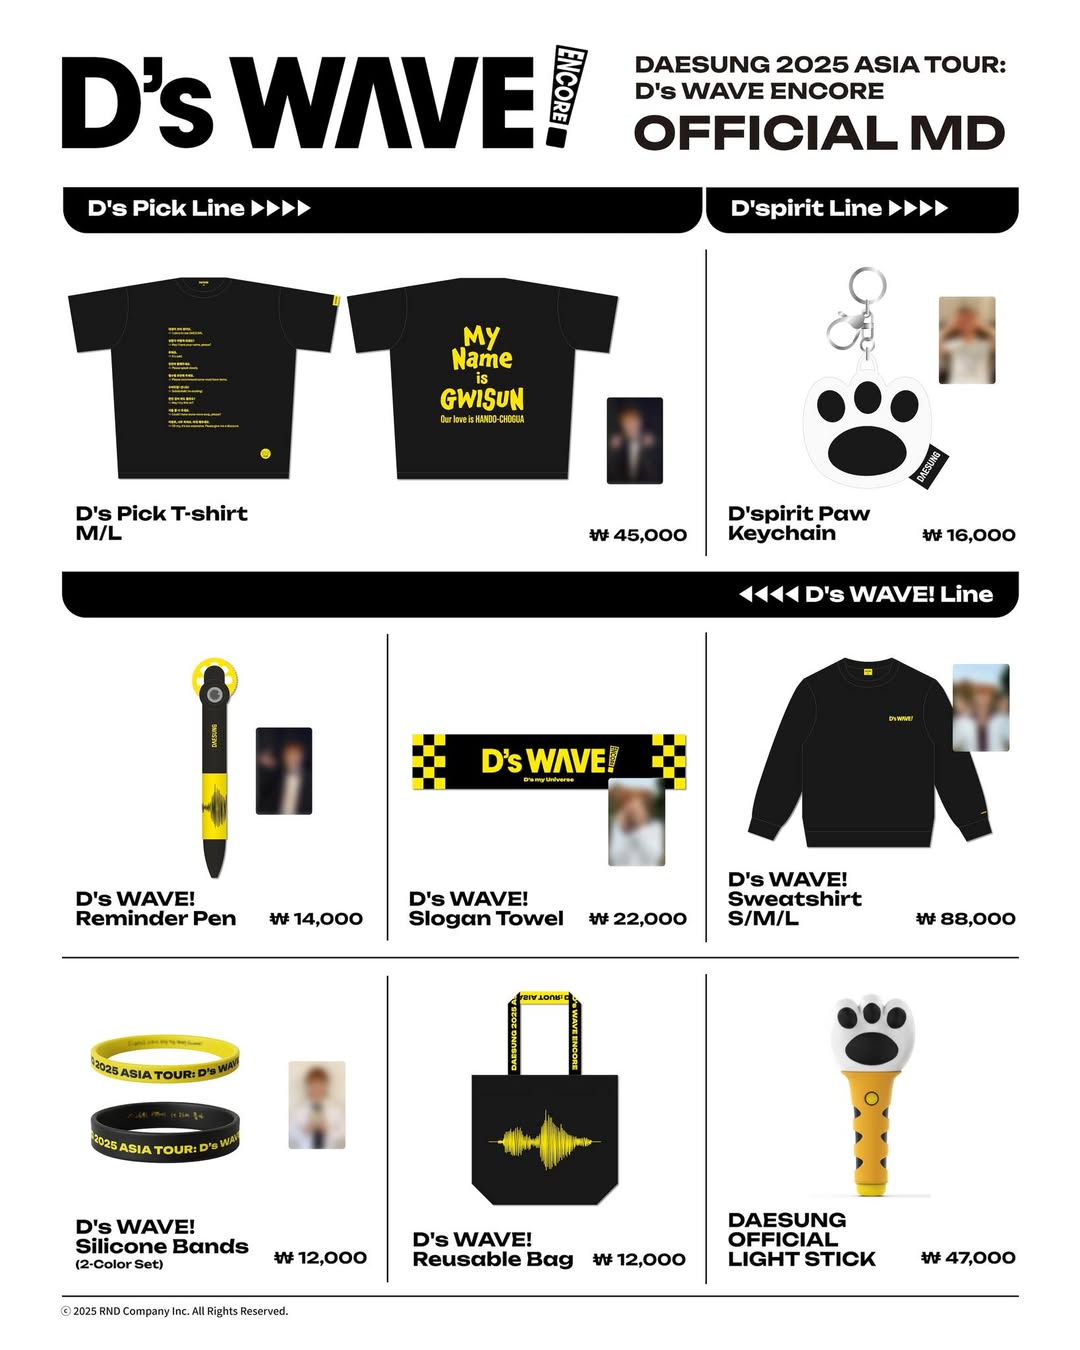 D's WAVE!
ENCORE
DAESUNG 2025 ASIA TOUR:
D's WAVE ENCORE
OFFICIAL MD
D's Pick Line
D'spirit Line
My
Name
is
GWISUN
Our love is HANDO-CHOGUA
DAESUNG
D's Pick T-shirt
M/L
₩ 45,000
D'spirit Paw
Keychain
₩ 16,000
D's WAVE! Line
DAESUNG
D's WAVE!
ENCORE
D's my Universe
D's WAVE!
D's WAVE!
Reminder Pen
₩ 14,000
D's WAVE!
Slogan Towel
₩ 22,000
D's WAVE!
Sweatshirt
S/M/L
₩ 88,000
2025 ASIA TOUR: D's WAV
2025 ASIA TOUR: D's WAV
DAESUNG 2025 A
ASIA TOUR: D
D's WAVE ENCORE
D's WAVE!
Silicone Bands
(2-Color Set)
₩ 12,000
D's WAVE!
Reusable Bag
₩ 12,000
DAESUNG
OFFICIAL
LIGHT STICK
₩ 47,000
ⓒ 2025 RND Company Inc. All Rights Reserved.